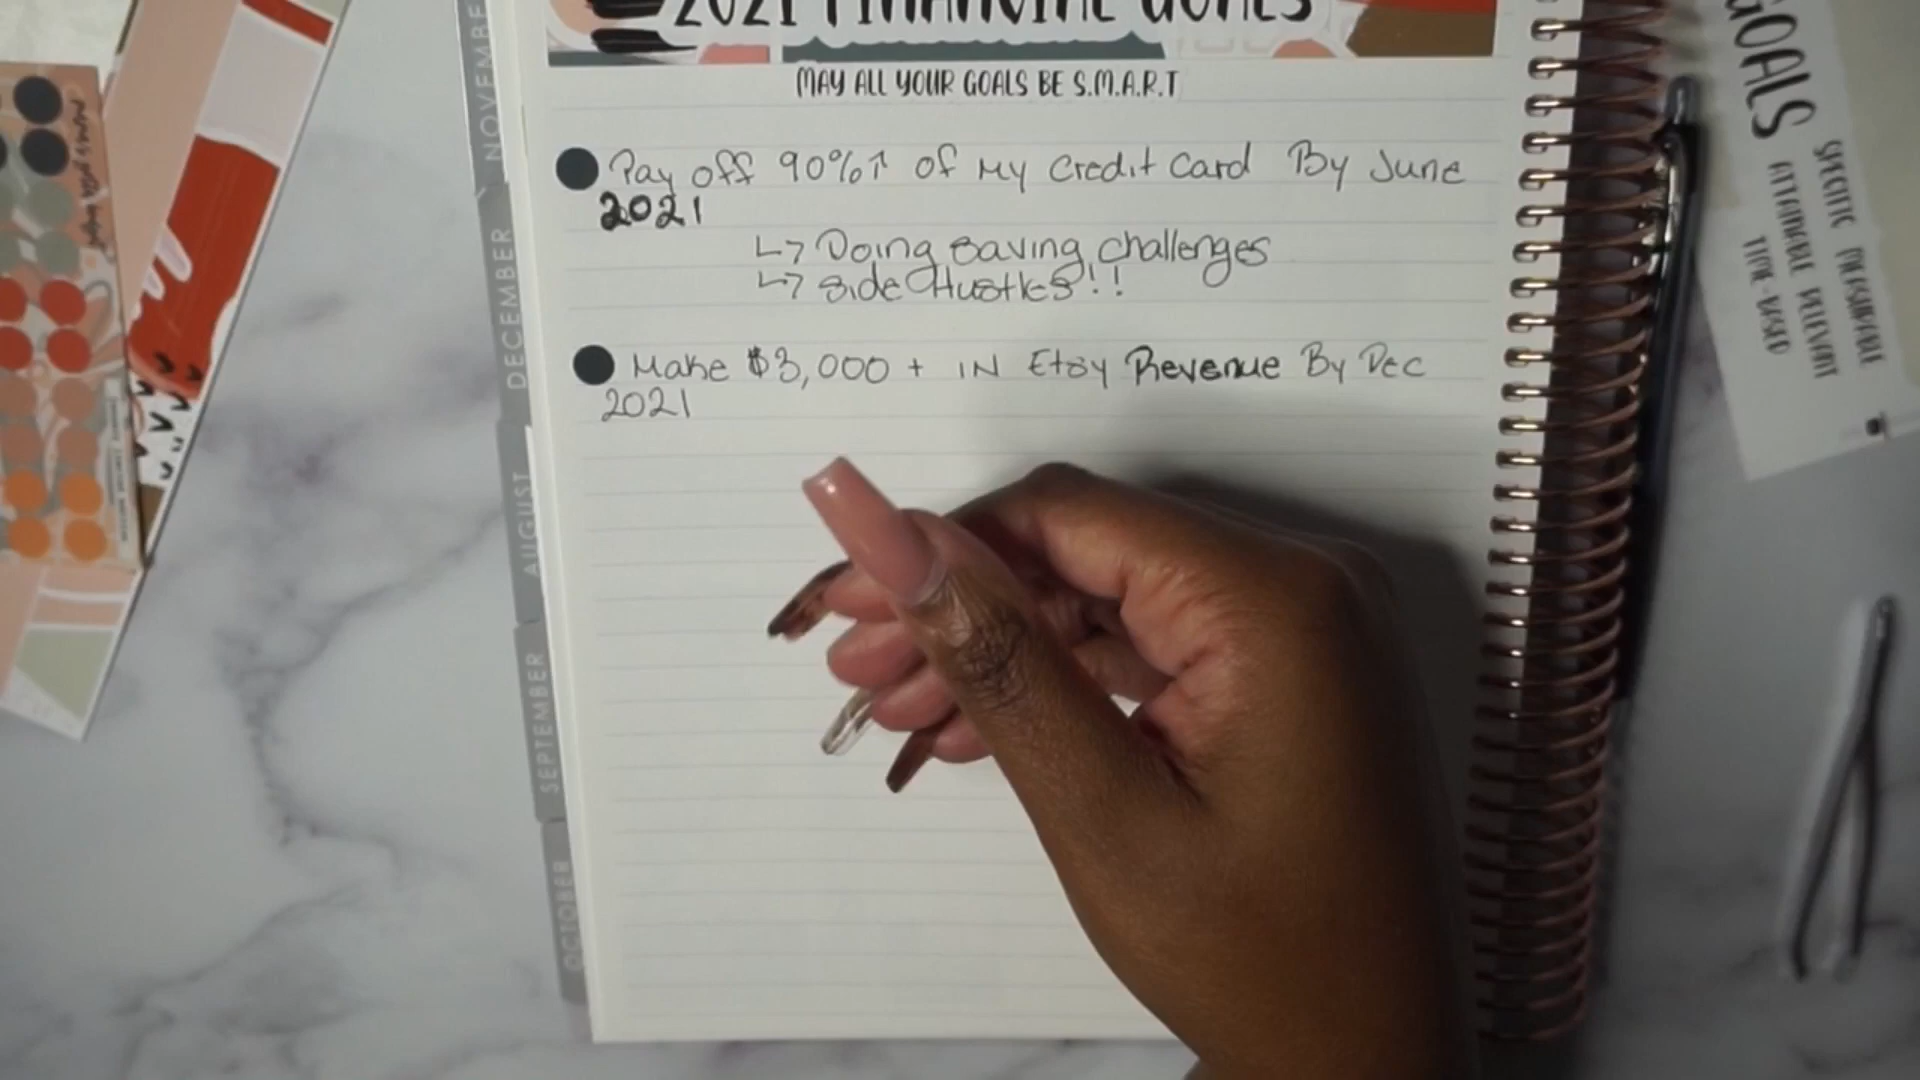 2021 FINANCIAL GOALS
MAY ALL YOUR GOALS BE S.M.A.R.T
Pay off 90%↑ of My Credit Card By June
2021
↳ Doing saving challenges
↳ side Hustles!!
Make $3,000 + IN Etsy Revenue By Dec
2021
NOVEMBER
DECEMBER
AUGUST
SEPTEMBER
OCTOBER
GOALS
SPECIFIC MEASURABLE
ATTAINABLE RELEVANT
TIME-BASED